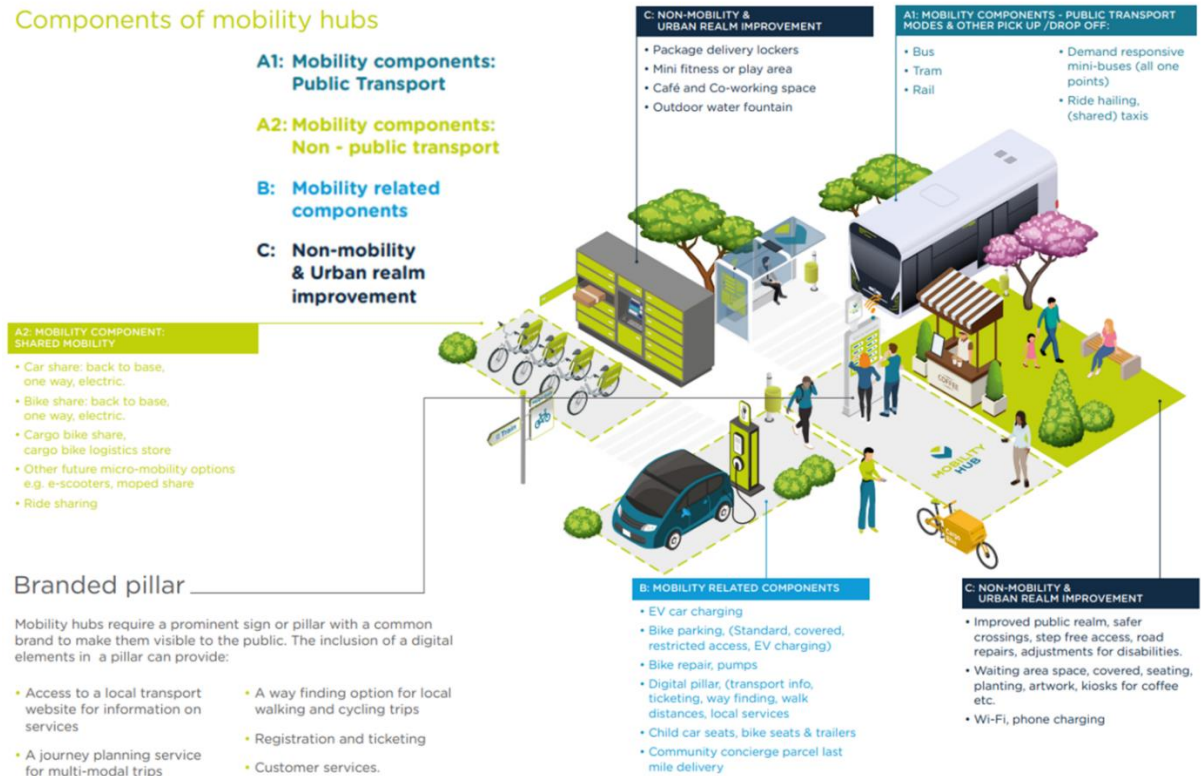 Components of mobility hubs
A1: Mobility components:
Public Transport
A2: Mobility components:
Non - public transport
B: Mobility related
components
C: Non-mobility
& Urban realm
improvement
C: NON-MOBILITY &
URBAN REALM IMPROVEMENT
• Package delivery lockers
• Mini fitness or play area
• Café and Co-working space
• Outdoor water fountain
A1: MOBILITY COMPONENTS - PUBLIC TRANSPORT
MODES & OTHER PICK UP /DROP OFF:
• Bus
• Tram
• Rail
• Demand responsive
mini-buses (all one
points)
• Ride hailing,
(shared) taxis
A2: MOBILITY COMPONENT:
SHARED MOBILITY
• Car share: back to base,
one way, electric.
• Bike share: back to base,
one way, electric.
• Cargo bike share,
cargo bike logistics store
• Other future micro-mobility options
e.g. e-scooters, moped share
• Ride sharing
Train
COFFEE
MOBILITY
HUB
Cargo
Bike
Branded pillar
Mobility hubs require a prominent sign or pillar with a common
brand to make them visible to the public. The inclusion of a digital
elements in a pillar can provide:
• Access to a local transport
website for information on
services
• A journey planning service
for multi-modal trips
• A way finding option for local
walking and cycling trips
• Registration and ticketing
• Customer services.
B: MOBILITY RELATED COMPONENTS
• EV car charging
• Bike parking, (Standard, covered,
restricted access, EV charging)
• Bike repair, pumps
• Digital pillar, (transport info,
ticketing, way finding, walk
distances, local services
• Child car seats, bike seats & trailers
• Community concierge parcel last
mile delivery
C: NON-MOBILITY &
URBAN REALM IMPROVEMENT
• Improved public realm, safer
crossings, step free access, road
repairs, adjustments for disabilities.
• Waiting area space, covered, seating,
planting, artwork, kiosks for coffee
etc.
• Wi-Fi, phone charging